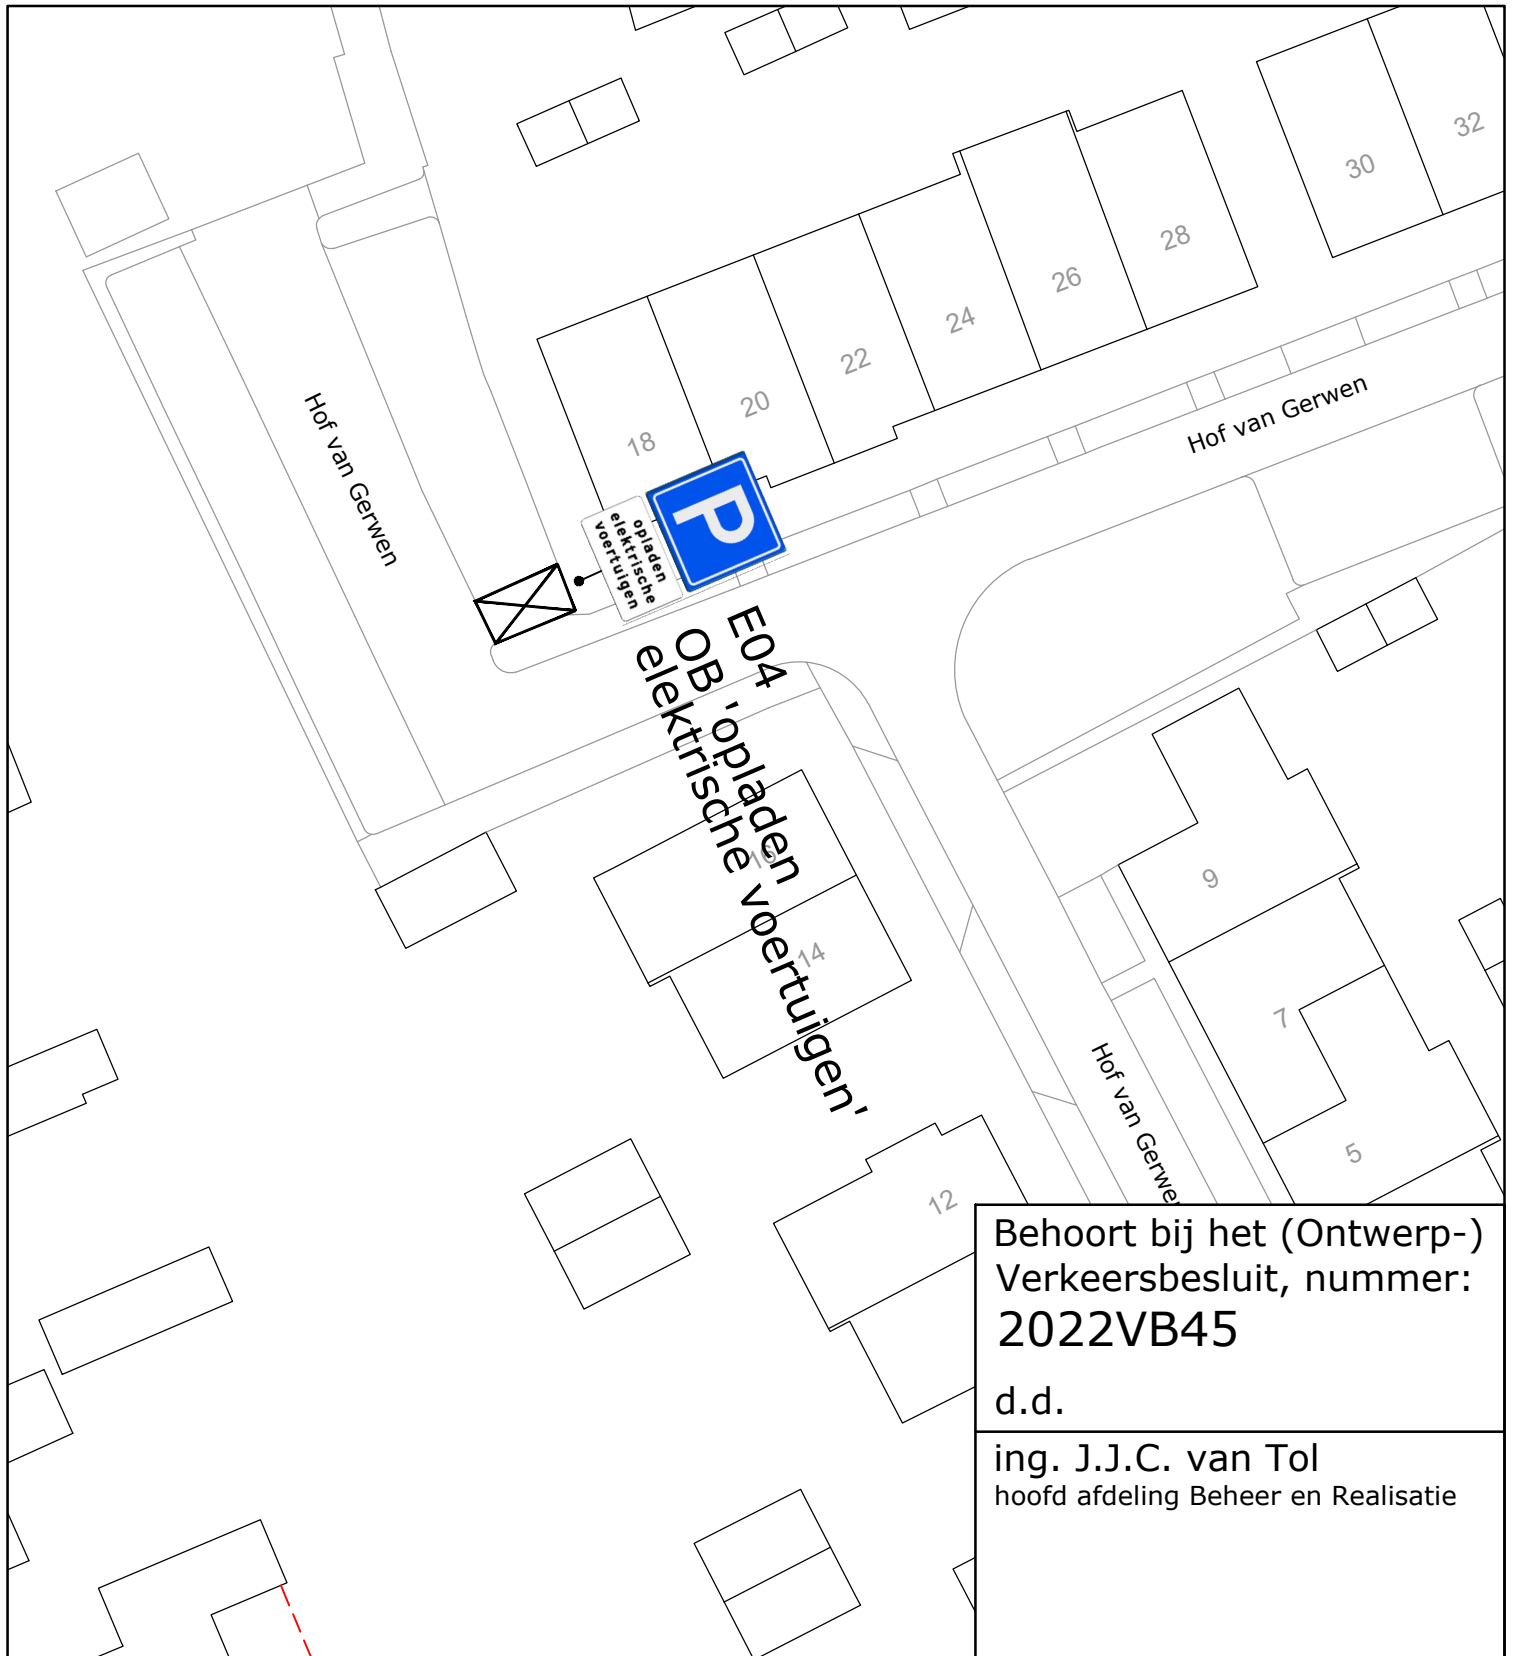 32
30
28
26
24
22
20
18
Hof van Gerwen
Hof van Gerwen
P
opladen
elektrische
voertuigen
E04
OB 'opladen
elektrische voertuigen'
16
14
9
7
5
12
Hof van Gerwen
Behoort bij het (Ontwerp-)
Verkeersbesluit, nummer:
2022VB45
d.d.
ing. J.J.C. van Tol
hoofd afdeling Beheer en Realisatie